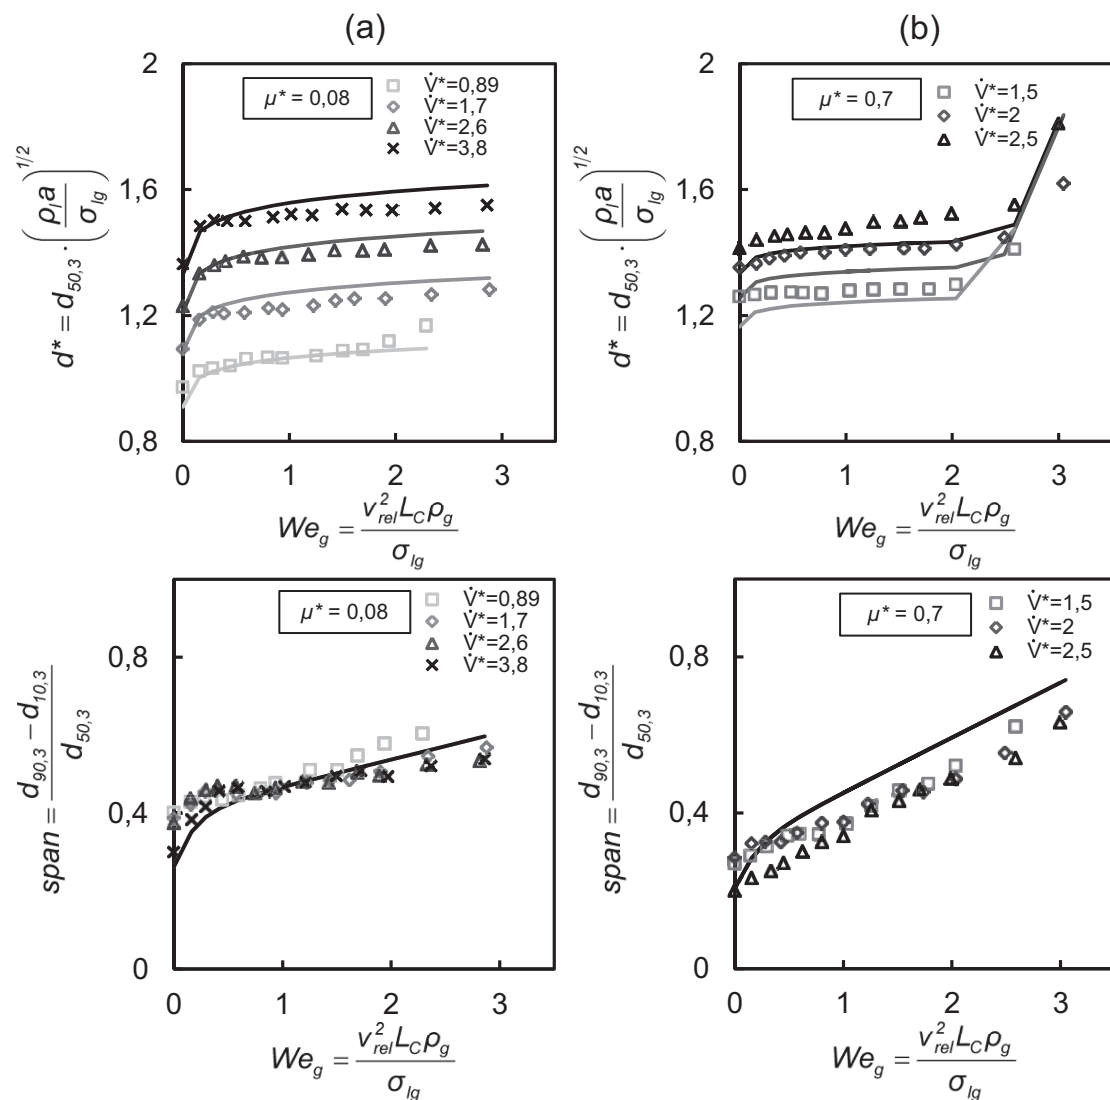 (a)
(b)
2
1,6
1,2
0,8
0
1
2
3
μ* = 0,08
V̇*=0,89
V̇*=1,7
V̇*=2,6
V̇*=3,8
d* = d50,3 · (ρl a / σlg)^1/2
We g = v²rel LC ρg / σlg
2
1,6
1,2
0,8
0
1
2
3
μ* = 0,7
V̇*=1,5
V̇*=2
V̇*=2,5
d* = d50,3 · (ρl a / σlg)^1/2
We g = v²rel LC ρg / σlg
0,8
0,4
0
0
1
2
3
μ* = 0,08
V̇*=0,89
V̇*=1,7
V̇*=2,6
V̇*=3,8
span = d90,3 − d10,3 / d50,3
We g = v²rel LC ρg / σlg
0,8
0,4
0
0
1
2
3
μ* = 0,7
V̇*=1,5
V̇*=2
V̇*=2,5
span = d90,3 − d10,3 / d50,3
We g = v²rel LC ρg / σlg